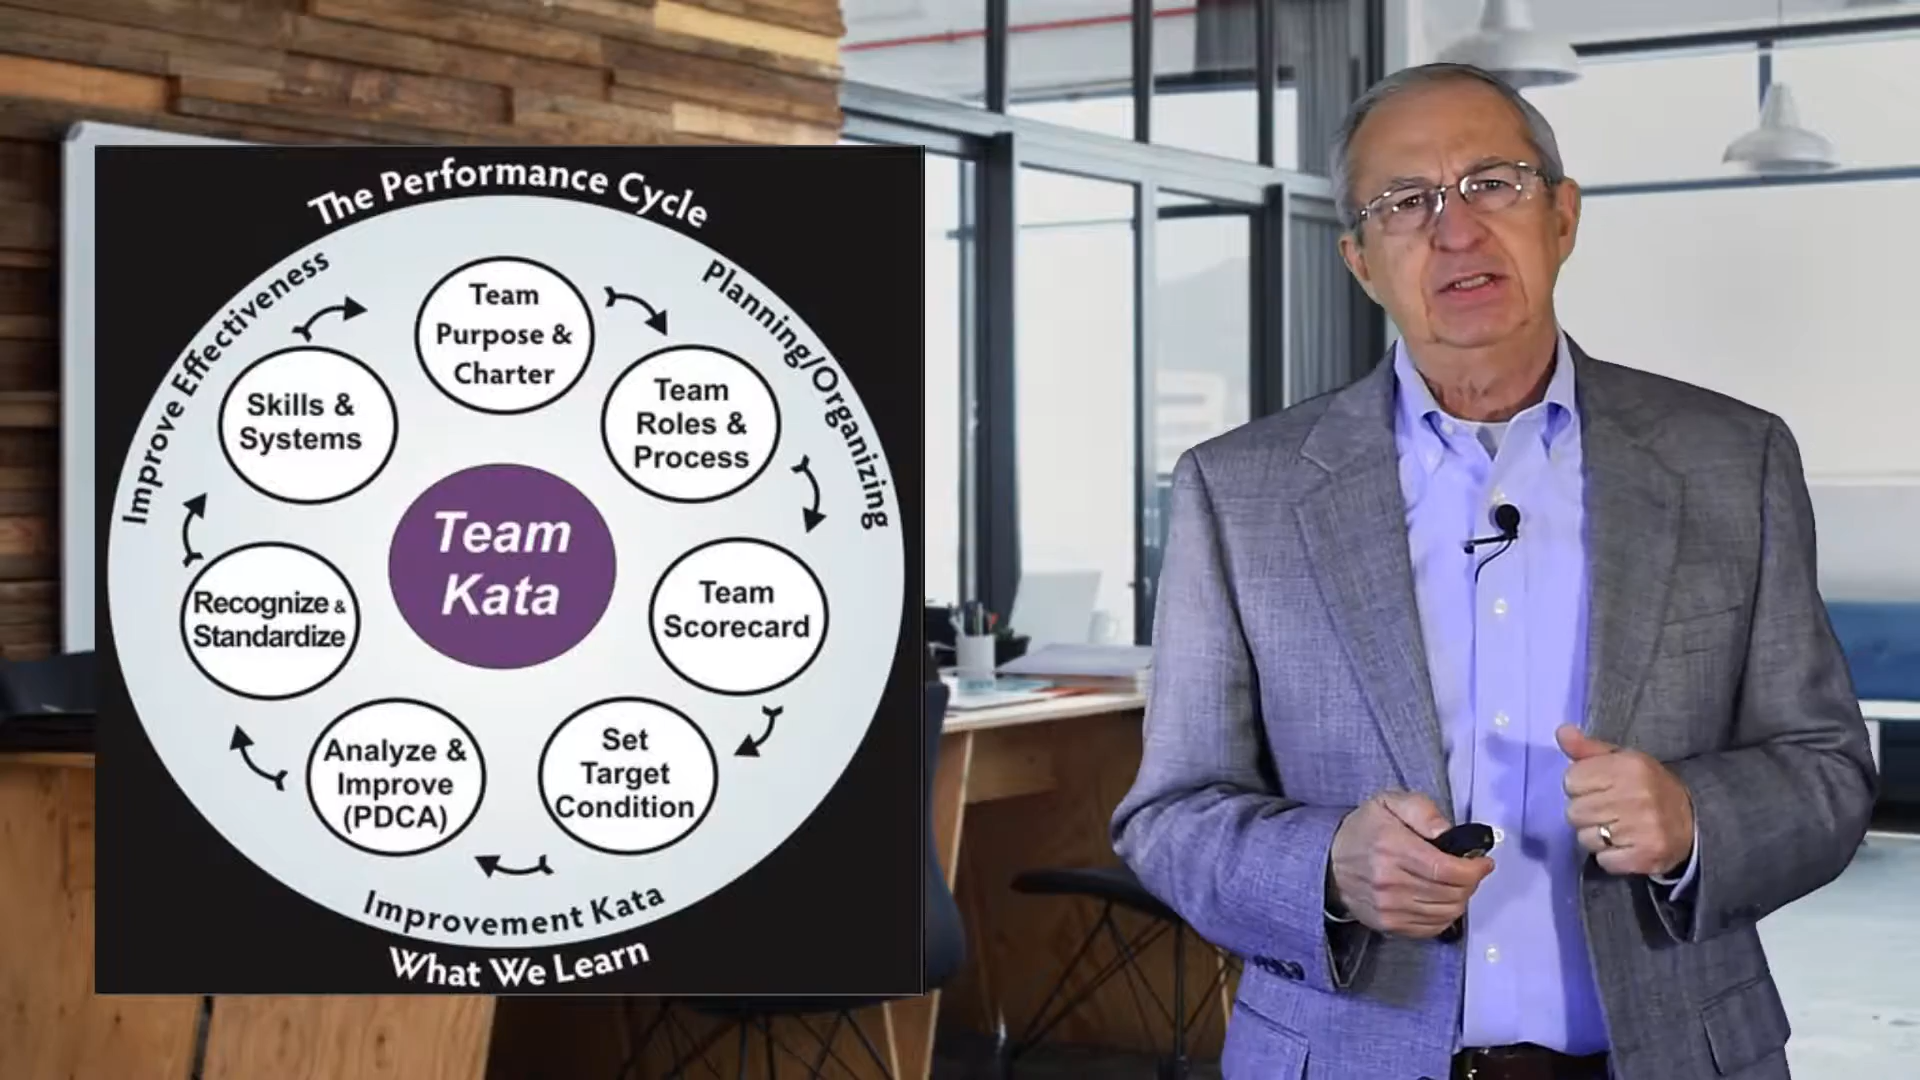 The Performance Cycle
Planning/Organizing
Improve Effectiveness
Team
Purpose &
Charter
Team
Roles &
Process
Team
Scorecard
Set
Target
Condition
Analyze &
Improve
(PDCA)
Recognize &
Standardize
Skills &
Systems
Team
Kata
Improvement Kata
What We Learn